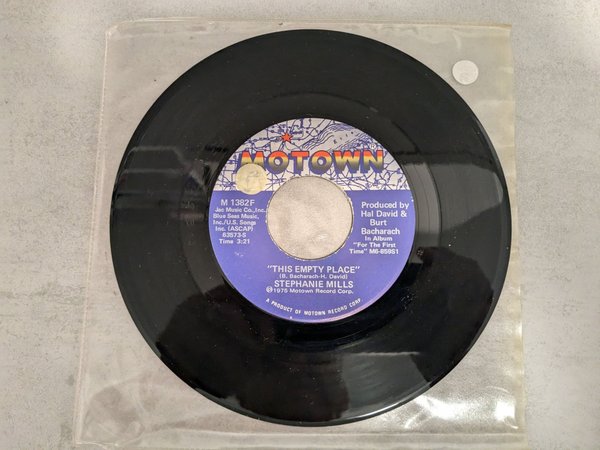 MOTOWN
M 1382F
Jac Music Co., Inc./
Blue Seas Music,
Inc./U.S. Songs
Inc. (ASCAP)
63573-S
Time 3:21
Produced by
Hal David &
Burt
Bacharach
In Album
"For The First
Time" M6-859S1
"THIS EMPTY PLACE"
(B. Bacharach-H. David)
STEPHANIE MILLS
℗1975 Motown Record Corp.
A PRODUCT OF MOTOWN RECORD CORP.